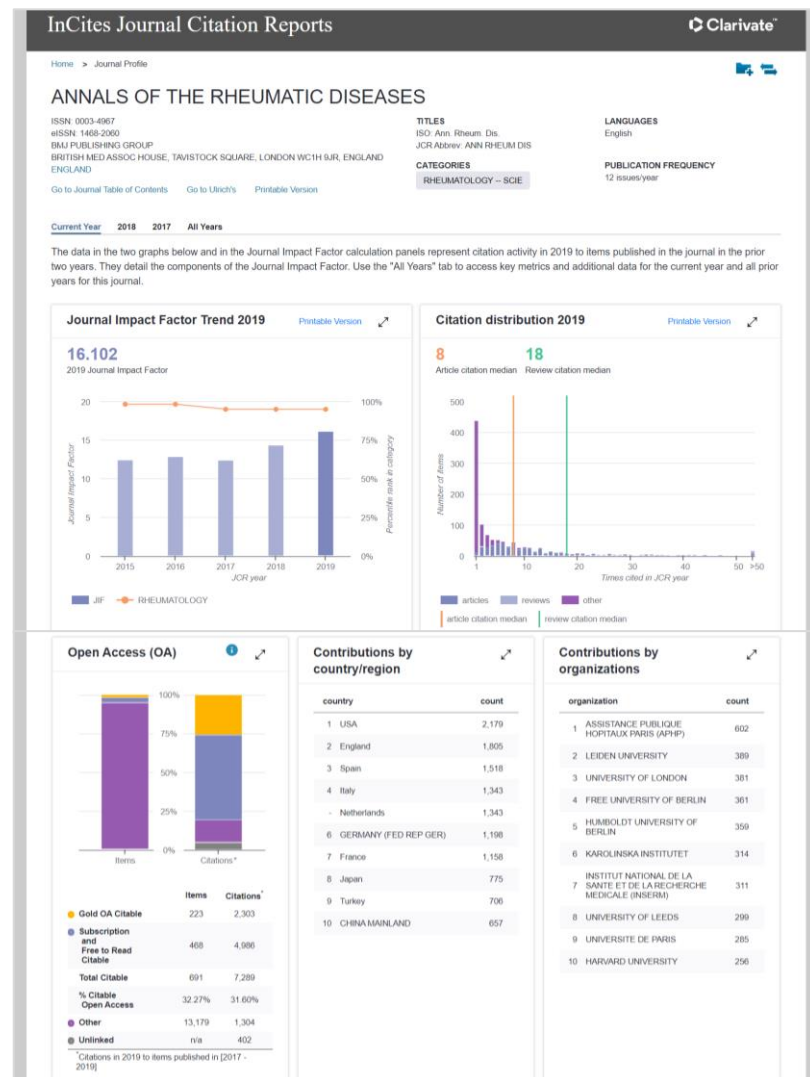 InCites Journal Citation Reports
Clarivate™
Home > Journal Profile
ANNALS OF THE RHEUMATIC DISEASES
ISSN: 0003-4967
eISSN: 1468-2060
BMJ PUBLISHING GROUP
BRITISH MED ASSOC HOUSE, TAVISTOCK SQUARE, LONDON WC1H 9JR, ENGLAND
ENGLAND
Go to Journal Table of Contents Go to Ulrich's Printable Version
TITLES
ISO: Ann. Rheum. Dis.
JCR Abbrev: ANN RHEUM DIS
CATEGORIES
RHEUMATOLOGY -- SCIE
LANGUAGES
English
PUBLICATION FREQUENCY
12 issues/year
Current Year 2018 2017 All Years
The data in the two graphs below and in the Journal Impact Factor calculation panels represent citation activity in 2019 to items published in the journal in the prior
two years. They detail the components of the Journal Impact Factor. Use the "All Years" tab to access key metrics and additional data for the current year and all prior
years for this journal.
Journal Impact Factor Trend 2019 Printable Version
16.102
2019 Journal Impact Factor
20
15
10
5
0
Journal Impact Factor
100%
75%
50%
25%
0%
Percentile rank in category
2015 2016 2017 2018 2019
JCR year
JIF RHEUMATOLOGY
Citation distribution 2019 Printable Version
8 18
Article citation median Review citation median
500
400
300
200
100
0
Number of items
1 10 20 30 40 50 >50
Times cited in JCR year
articles reviews other
article citation median review citation median
Open Access (OA)
100%
75%
50%
25%
0%
Items Citations*
Items Citations*
Gold OA Citable 223 2,303
Subscription
and
Free to Read
Citable 468 4,986
Total Citable 691 7,289
% Citable
Open Access 32.27% 31.60%
Other 13,179 1,304
Unlinked n/a 402
*Citations in 2019 to items published in [2017 -
2019]
Contributions by
country/region
country count
1 USA 2,179
2 England 1,805
3 Spain 1,518
4 Italy 1,343
- Netherlands 1,343
6 GERMANY (FED REP GER) 1,198
7 France 1,158
8 Japan 775
9 Turkey 706
10 CHINA MAINLAND 657
Contributions by
organizations
organization count
1 ASSISTANCE PUBLIQUE
HOPITAUX PARIS (APHP) 602
2 LEIDEN UNIVERSITY 389
3 UNIVERSITY OF LONDON 381
4 FREE UNIVERSITY OF BERLIN 361
5 HUMBOLDT UNIVERSITY OF
BERLIN 359
6 KAROLINSKA INSTITUTET 314
7 INSTITUT NATIONAL DE LA
SANTE ET DE LA RECHERCHE
MEDICALE (INSERM) 311
8 UNIVERSITY OF LEEDS 299
9 UNIVERSITE DE PARIS 285
10 HARVARD UNIVERSITY 256